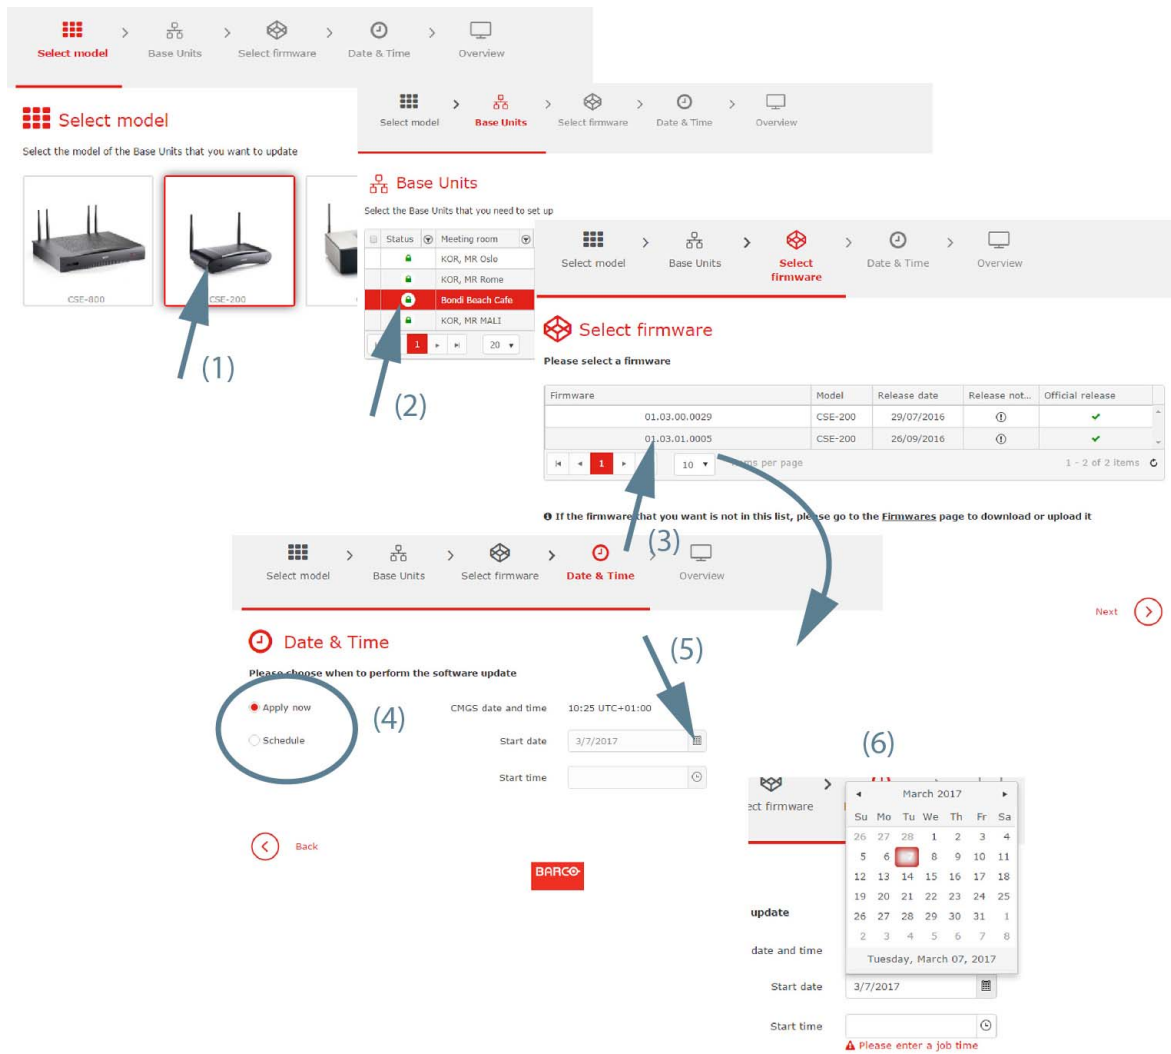 Select model > Base Units > Select firmware > Date & Time > Overview
Select model
Select the model of the Base Units that you want to update
CSE-800
CSE-200
(1)
Select model > Base Units > Select firmware > Date & Time > Overview
Base Units
Select the Base Units that you need to set up
Status Meeting room
KOR, MR Oslo
KOR, MR Rome
Bondi Beach Cafe
KOR, MR MALI
1 20
(2)
Select model > Base Units > Select firmware > Date & Time > Overview
Select firmware
Please select a firmware
Firmware Model Release date Release not... Official release
01.03.00.0029 CSE-200 29/07/2016
01.03.01.0005 CSE-200 26/09/2016
1 10 items per page 1 - 2 of 2 items
If the firmware that you want is not in this list, please go to the Firmwares page to download or upload it
(3)
Next
Select model > Base Units > Select firmware > Date & Time > Overview
Date & Time
Please choose when to perform the software update
Apply now CMGS date and time 10:25 UTC+01:00
Schedule Start date 3/7/2017
Start time
(4)
(5)
Back
BARCO
(6)
ect firmware
March 2017
Su Mo Tu We Th Fr Sa
26 27 28 1 2 3 4
5 6 7 8 9 10 11
12 13 14 15 16 17 18
19 20 21 22 23 24 25
26 27 28 29 30 31 1
2 3 4 5 6 7 8
Tuesday, March 07, 2017
update
date and time
Start date 3/7/2017
Start time
Please enter a job time